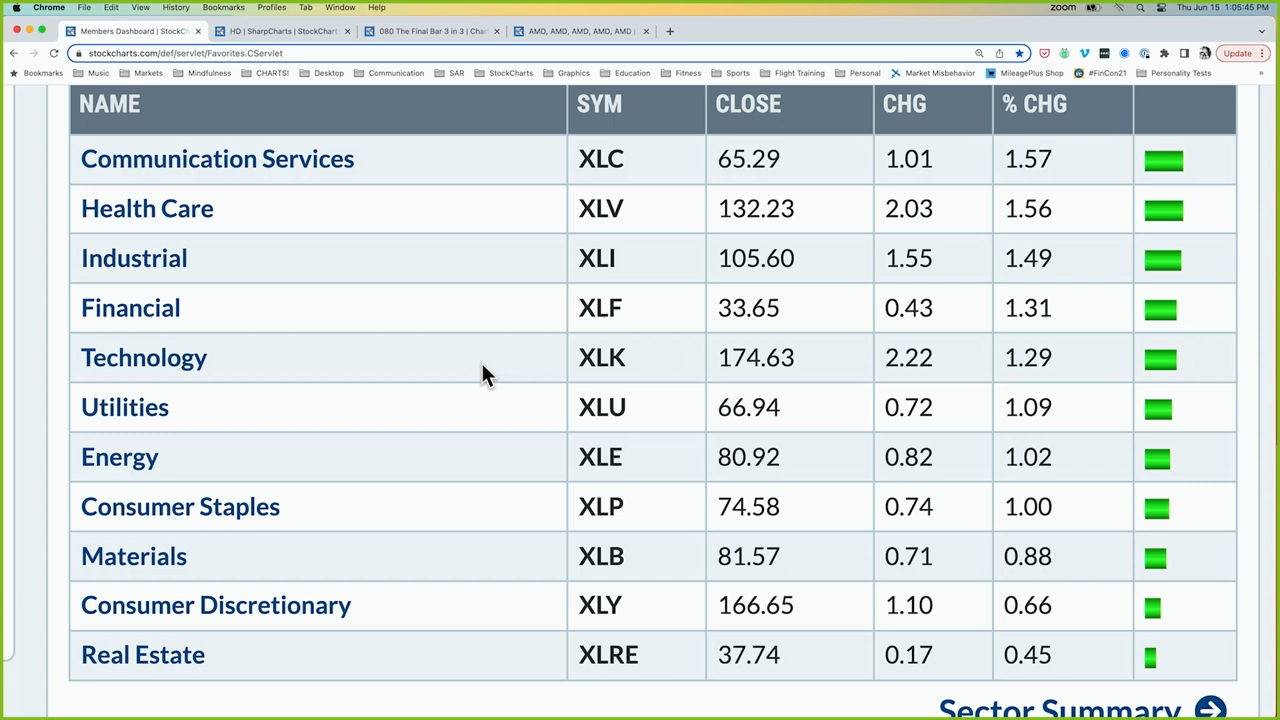 Chrome File Edit View History Bookmarks Profiles Tab Window Help zoom Thu Jun 15 1:05:45 PM
Members Dashboard | StockC × HD | SharpCharts | StockChart × 080 The Final Bar 3 in 3 | Char × AMD, AMD, AMD, AMD, AMD | × +
stockcharts.com/def/servlet/Favorites.CServlet Update
Bookmarks Music Markets Mindfulness CHARTS! Desktop Communication SAR StockCharts Graphics Education Fitness Sports Flight Training Personal Market Misbehavior MileagePlus Shop #FinCon21 Personality Tests »
NAME SYM CLOSE CHG % CHG
Communication Services XLC 65.29 1.01 1.57
Health Care XLV 132.23 2.03 1.56
Industrial XLI 105.60 1.55 1.49
Financial XLF 33.65 0.43 1.31
Technology XLK 174.63 2.22 1.29
Utilities XLU 66.94 0.72 1.09
Energy XLE 80.92 0.82 1.02
Consumer Staples XLP 74.58 0.74 1.00
Materials XLB 81.57 0.71 0.88
Consumer Discretionary XLY 166.65 1.10 0.66
Real Estate XLRE 37.74 0.17 0.45
Sector Summary